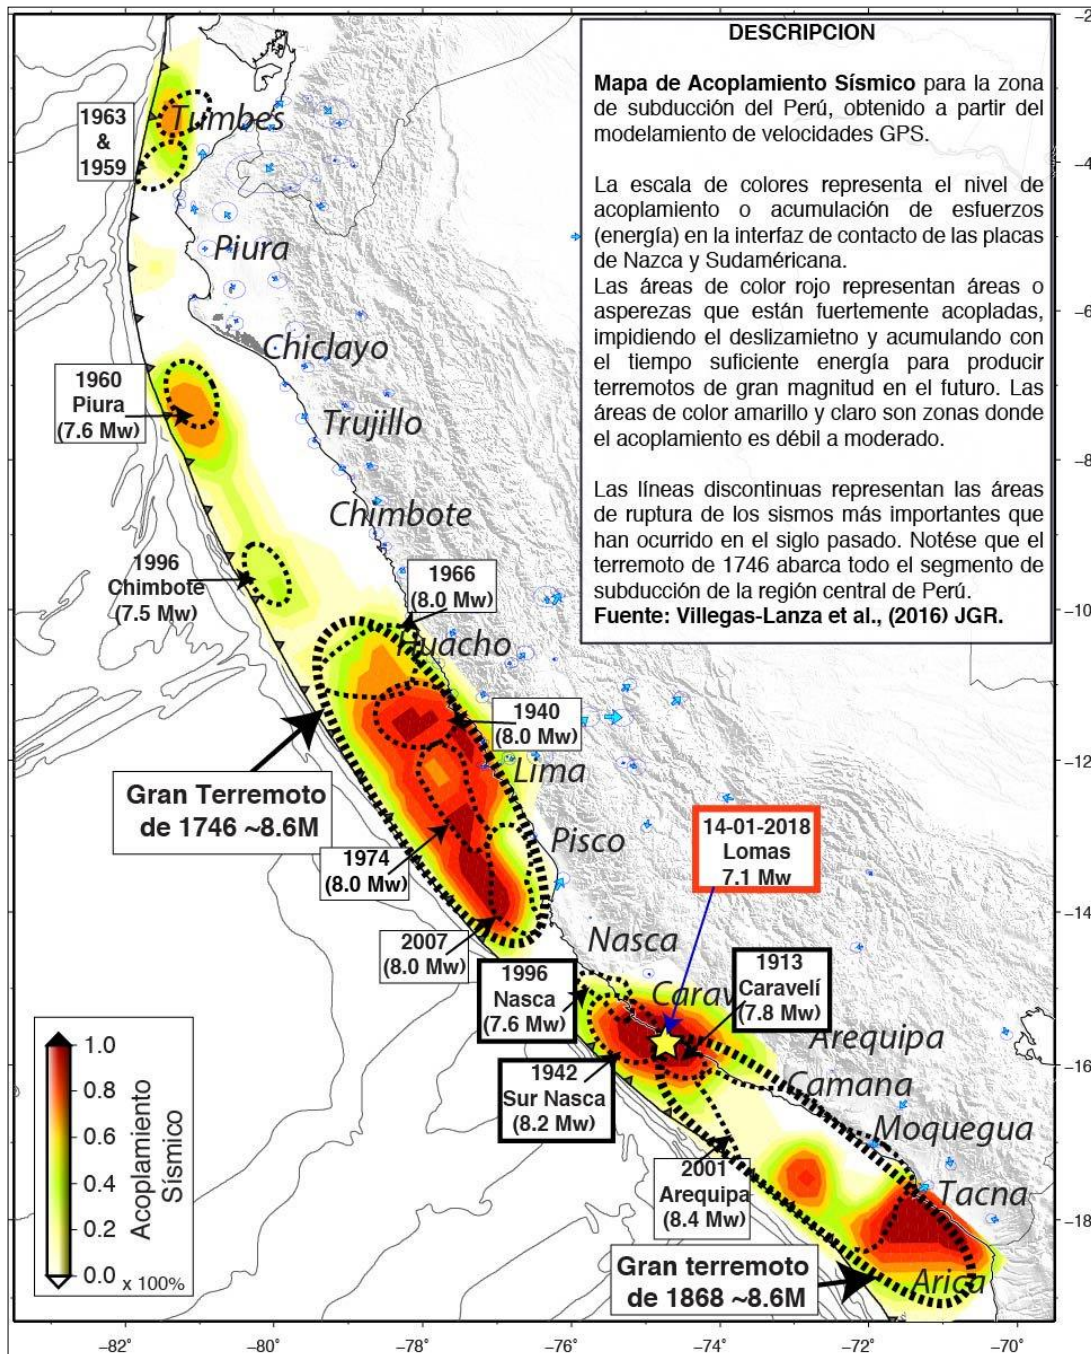 DESCRIPCION
Mapa de Acoplamiento Sísmico para la zona
de subducción del Perú, obtenido a partir del
modelamiento de velocidades GPS.
La escala de colores representa el nivel de
acoplamiento o acumulación de esfuerzos
(energía) en la interfaz de contacto de las placas
de Nazca y Sudaméricana.
Las áreas de color rojo representan áreas o
asperezas que están fuertemente acopladas,
impidiendo el deslizamietno y acumulando con
el tiempo suficiente energía para producir
terremotos de gran magnitud en el futuro. Las
áreas de color amarillo y claro son zonas donde
el acoplamiento es débil a moderado.
Las líneas discontinuas representan las áreas
de ruptura de los sismos más importantes que
han ocurrido en el siglo pasado. Notése que el
terremoto de 1746 abarca todo el segmento de
subducción de la región central de Perú.
Fuente: Villegas-Lanza et al., (2016) JGR.
1963
&
1959
Tumbes
Piura
Chiclayo
1960
Piura
(7.6 Mw)
Trujillo
Chimbote
1996
Chimbote
(7.5 Mw)
1966
(8.0 Mw)
Huacho
1940
(8.0 Mw)
Lima
Gran Terremoto
de 1746 ~8.6M
Pisco
1974
(8.0 Mw)
14-01-2018
Lomas
7.1 Mw
2007
(8.0 Mw)
Nasca
1996
Nasca
(7.6 Mw)
1913
Caravelí
(7.8 Mw)
Carav
Arequipa
1942
Sur Nasca
(8.2 Mw)
Camana
Moquegua
2001
Arequipa
(8.4 Mw)
Tacna
Gran terremoto
de 1868 ~8.6M
Arica
1.0
0.8
0.6
0.4
0.2
0.0
x 100%
Acoplamiento
Sísmico
−2
−4
−6
−8
−10
−12
−14
−16
−18
−82°
−80°
−78°
−76°
−74°
−72°
−70°